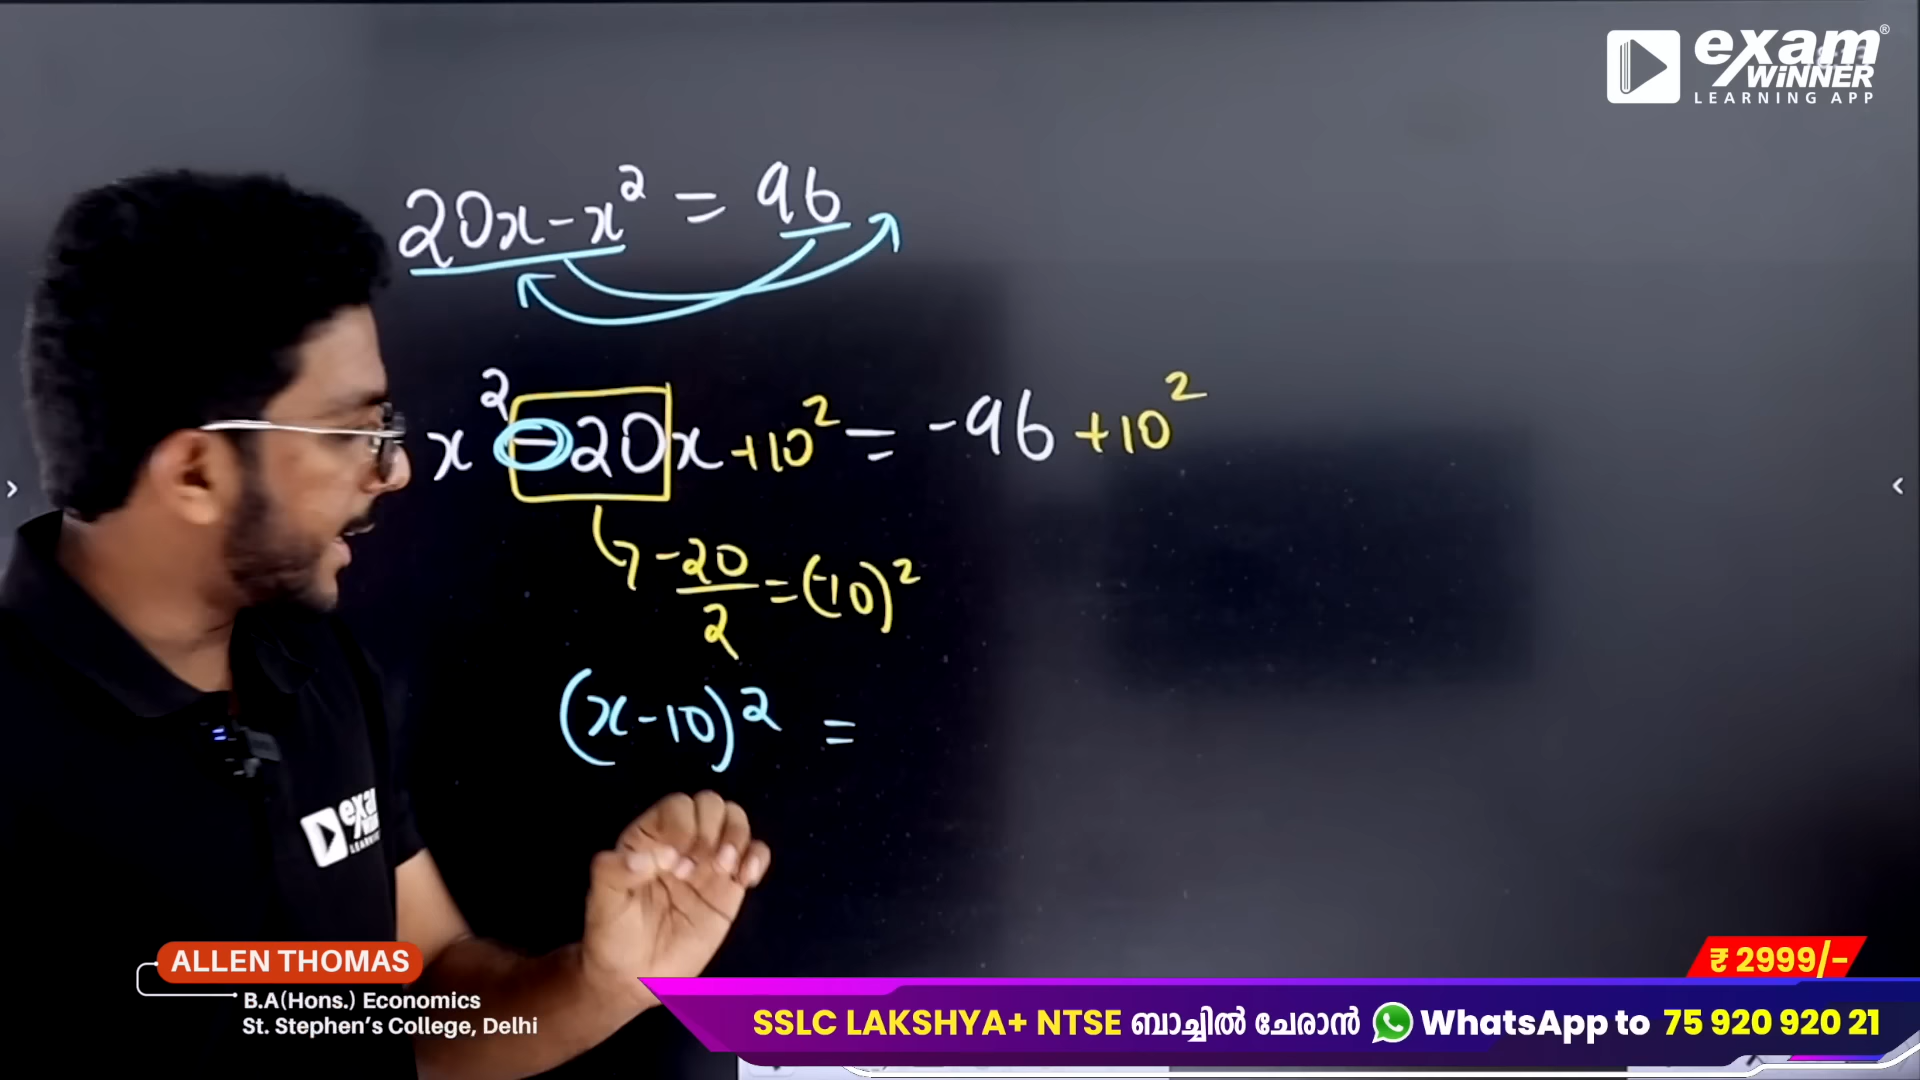 exam
WiNNER
LEARNING APP
20x - x² = 96
x² - 20x + 10² = -96 + 10²
-20/2 = (-10)²
(x - 10)² =
exam
ALLEN THOMAS
B.A(Hons.) Economics
St. Stephen's College, Delhi
₹ 2999/-
SSLC LAKSHYA+ NTSE ബാച്ചിൽ ചേരാൻ WhatsApp to 75 920 920 21